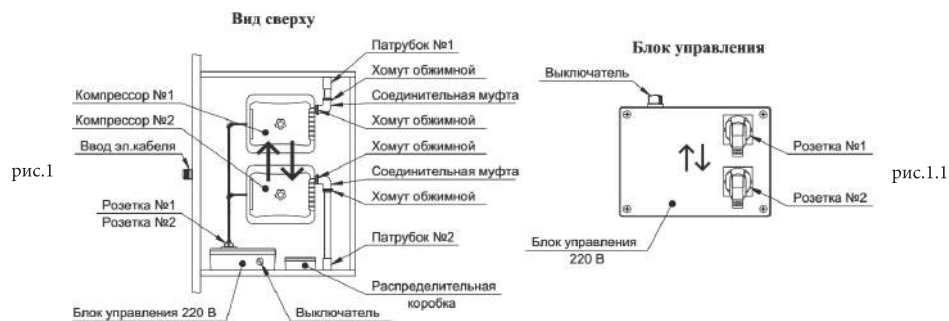 Вид сверху
Патрубок №1
Хомут обжимной
Соединительная муфта
Хомут обжимной
Хомут обжимной
Соединительная муфта
Хомут обжимной
Патрубок №2
Распределительная
коробка
Компрессор №1
Компрессор №2
Ввод эл.кабеля
рис.1
Розетка №1
Розетка №2
Блок управления 220 В
Выключатель
Блок управления
Выключатель
Розетка №1
рис.1.1
Розетка №2
Блок управления
220 В